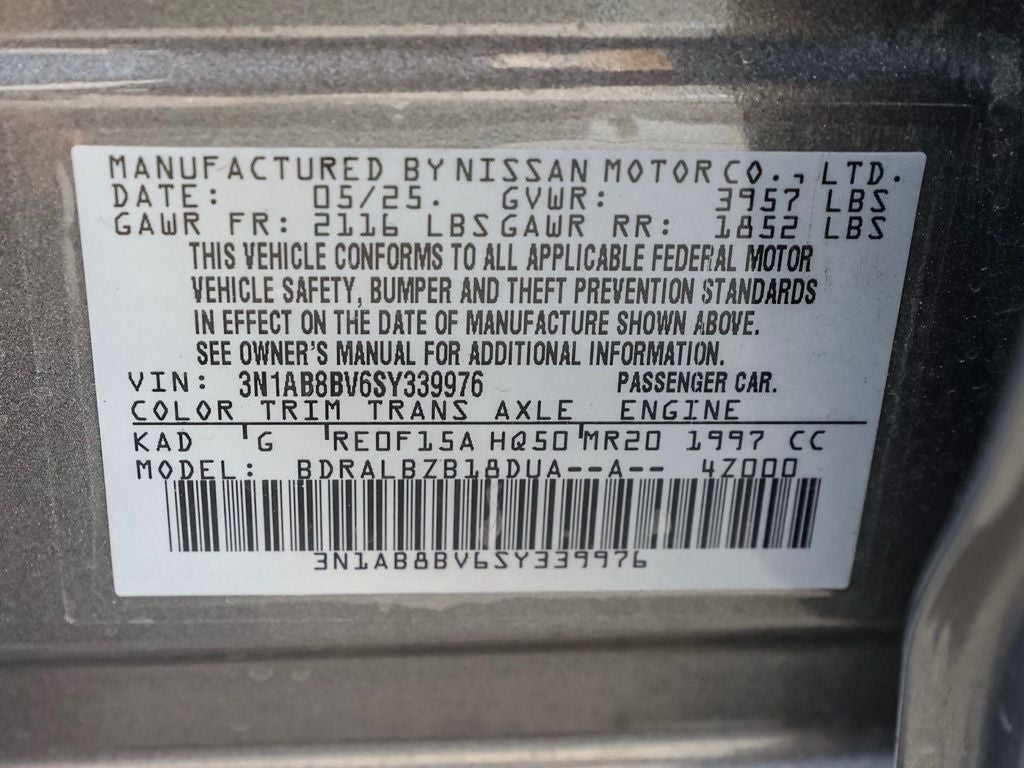 MANUFACTURED BY NISSAN MOTOR CO., LTD.
DATE: 05/25. GVWR: 3957 LBS
GAWR FR: 2116 LBS GAWR RR: 1852 LBS
THIS VEHICLE CONFORMS TO ALL APPLICABLE FEDERAL MOTOR
VEHICLE SAFETY, BUMPER AND THEFT PREVENTION STANDARDS
IN EFFECT ON THE DATE OF MANUFACTURE SHOWN ABOVE.
SEE OWNER'S MANUAL FOR ADDITIONAL INFORMATION.
VIN: 3N1AB8BV6SY339976 PASSENGER CAR.
COLOR TRIM TRANS AXLE ENGINE
KAD G RE0F15A HQ50 MR20 1997 CC
MODEL: BDRALBZB18DUA--A-- 4Z000
3N1AB8BV6SY339976